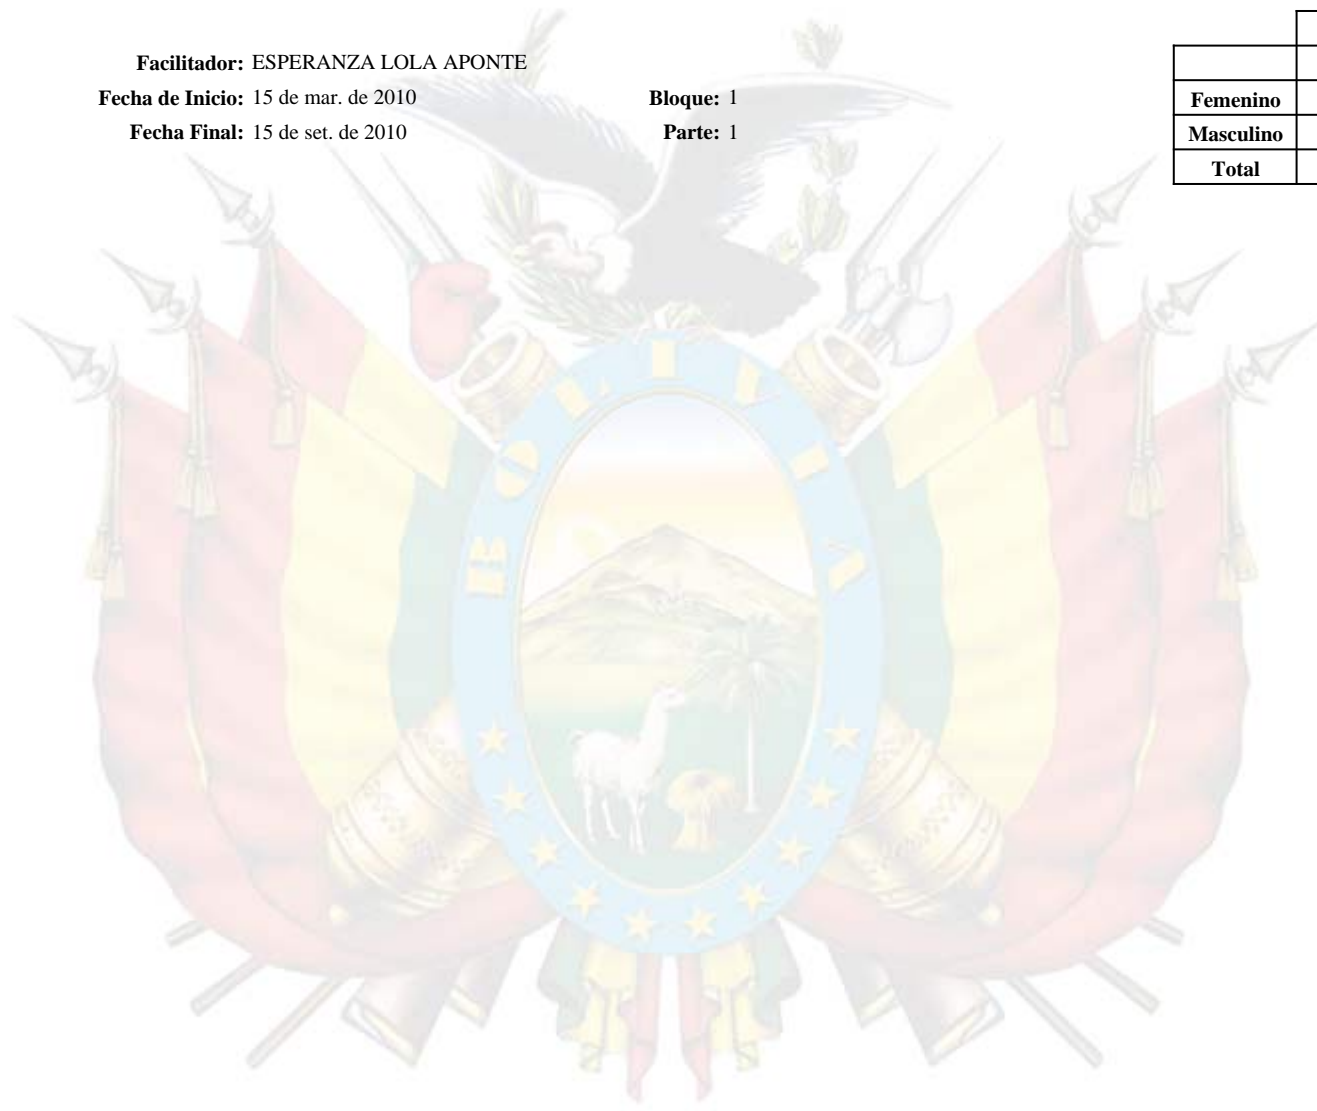 Facilitador: ESPERANZA LOLA APONTE
Fecha de Inicio: 15 de mar. de 2010 Bloque: 1
Fecha Final: 15 de set. de 2010 Parte: 1
Femenino
Masculino
Total
BOLIVIA